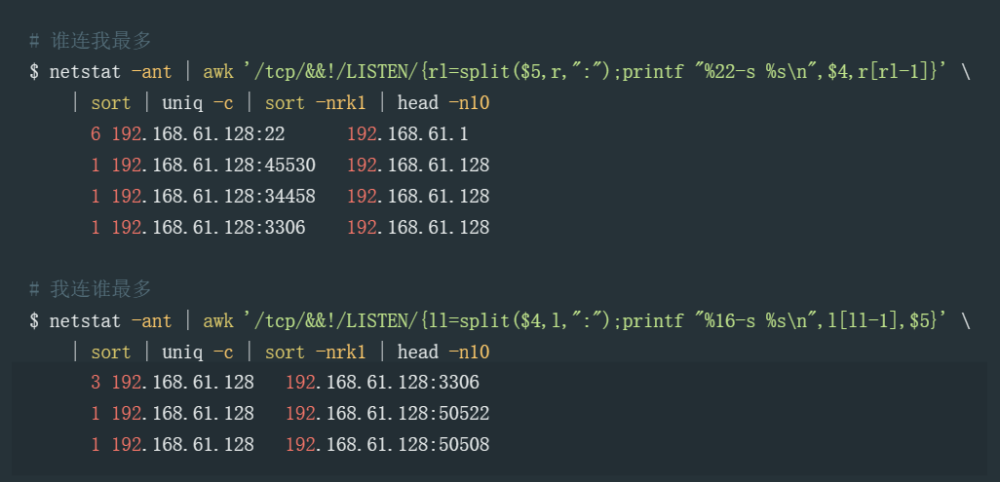 # 谁连我最多
$ netstat -ant | awk '/tcp/&&!/LISTEN/{rl=split($5,r,":");printf "%22-s %s\n",$4,r[rl-1]}' \
    | sort | uniq -c | sort -nrk1 | head -n10
      6 192.168.61.128:22      192.168.61.1
      1 192.168.61.128:45530   192.168.61.128
      1 192.168.61.128:34458   192.168.61.128
      1 192.168.61.128:3306    192.168.61.128
# 我连谁最多
$ netstat -ant | awk '/tcp/&&!/LISTEN/{ll=split($4,l,":");printf "%16-s %s\n",l[ll-1],$5}' \
    | sort | uniq -c | sort -nrk1 | head -n10
      3 192.168.61.128   192.168.61.128:3306
      1 192.168.61.128   192.168.61.128:50522
      1 192.168.61.128   192.168.61.128:50508